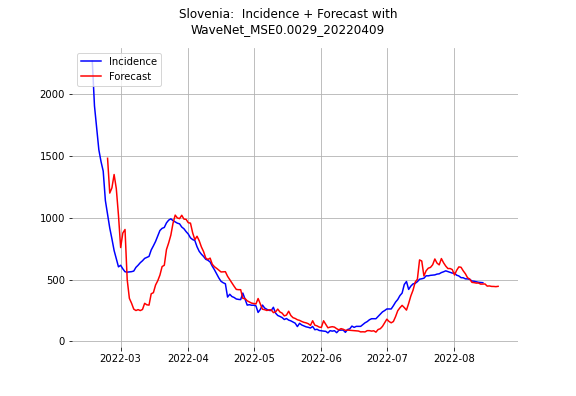 Slovenia:  Incidence + Forecast with
WaveNet_MSE0.0029_20220409
Incidence
Forecast
2000
1500
1000
500
0
2022-03
2022-04
2022-05
2022-06
2022-07
2022-08